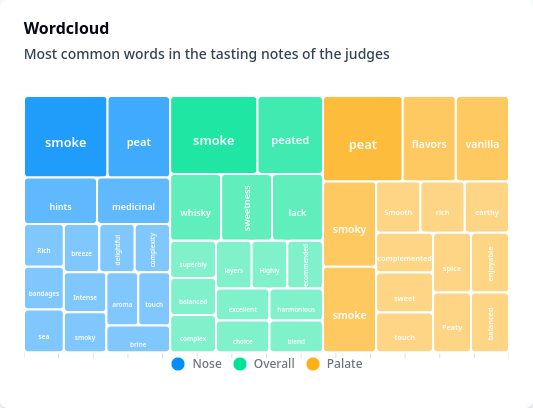 Wordcloud
Most common words in the tasting notes of the judges
smoke
peat
hints
medicinal
Rich
breeze
delightful
complexity
bandages
Intense
aroma
touch
sea
smoky
brine
smoke
peated
whisky
sweetness
lack
superbly
layers
Highly
recommended
balanced
excellent
harmonious
complex
choice
blend
peat
flavors
vanilla
smoky
Smooth
rich
earthy
complemented
spice
enjoyable
smoke
sweet
touch
Peaty
balanced
Nose
Overall
Palate